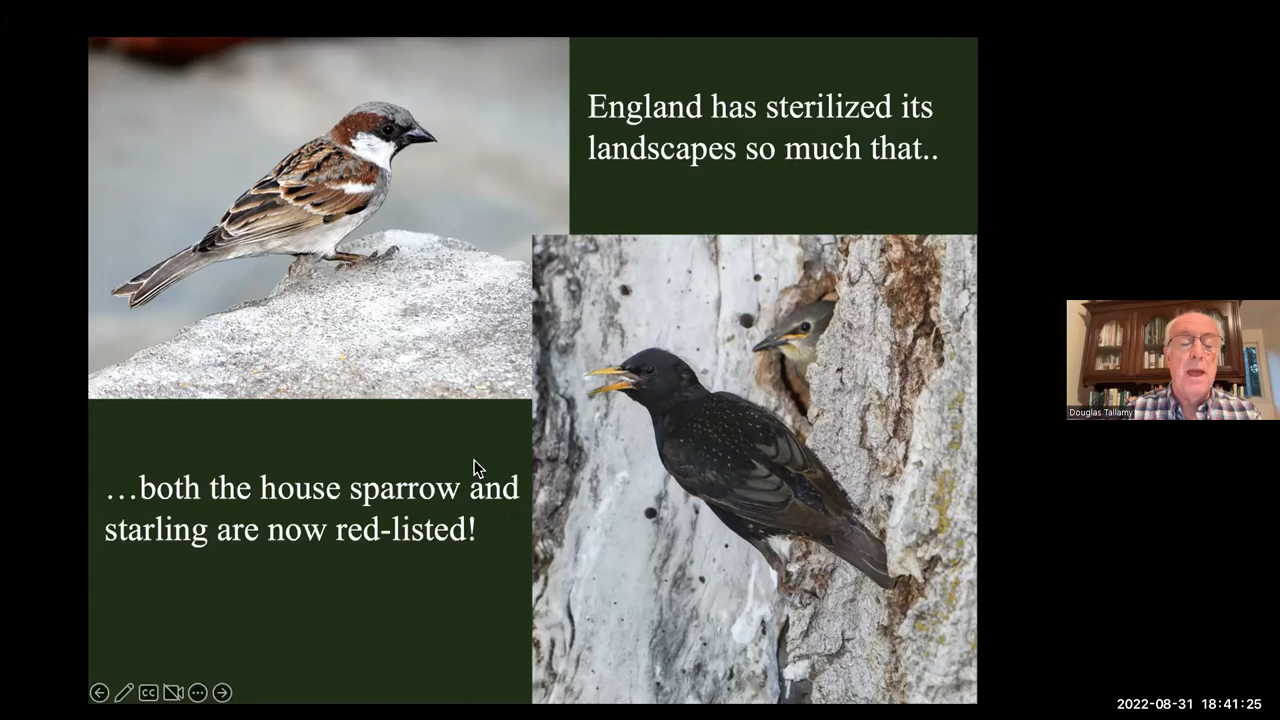 England has sterilized its
landscapes so much that..
…both the house sparrow and
starling are now red-listed!
Douglas Tallamy
CC
2022-08-31 18:41:25